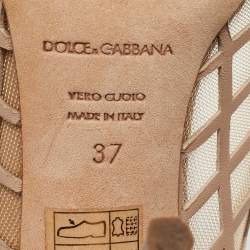 DOLCE & GABBANA
VERO CUOIO
MADE IN ITALY
37